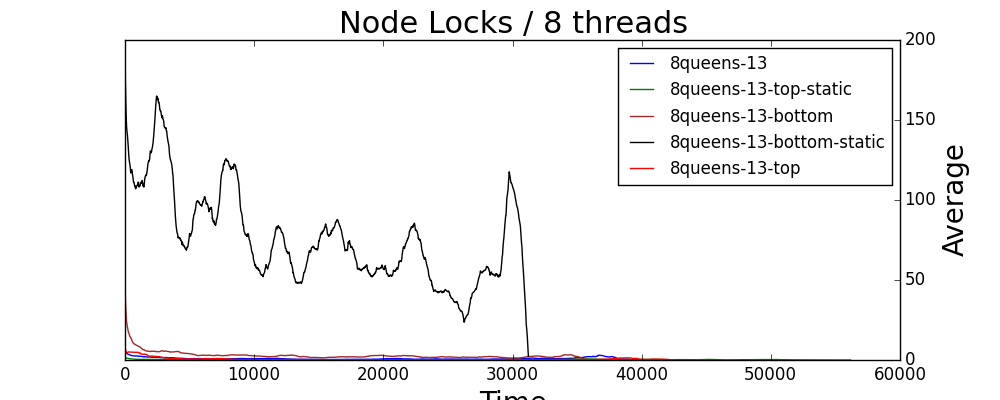 Node Locks / 8 threads
8queens-13
8queens-13-top-static
8queens-13-bottom
8queens-13-bottom-static
8queens-13-top
200
150
100
50
0
Average
0 10000 20000 30000 40000 50000 60000
Time